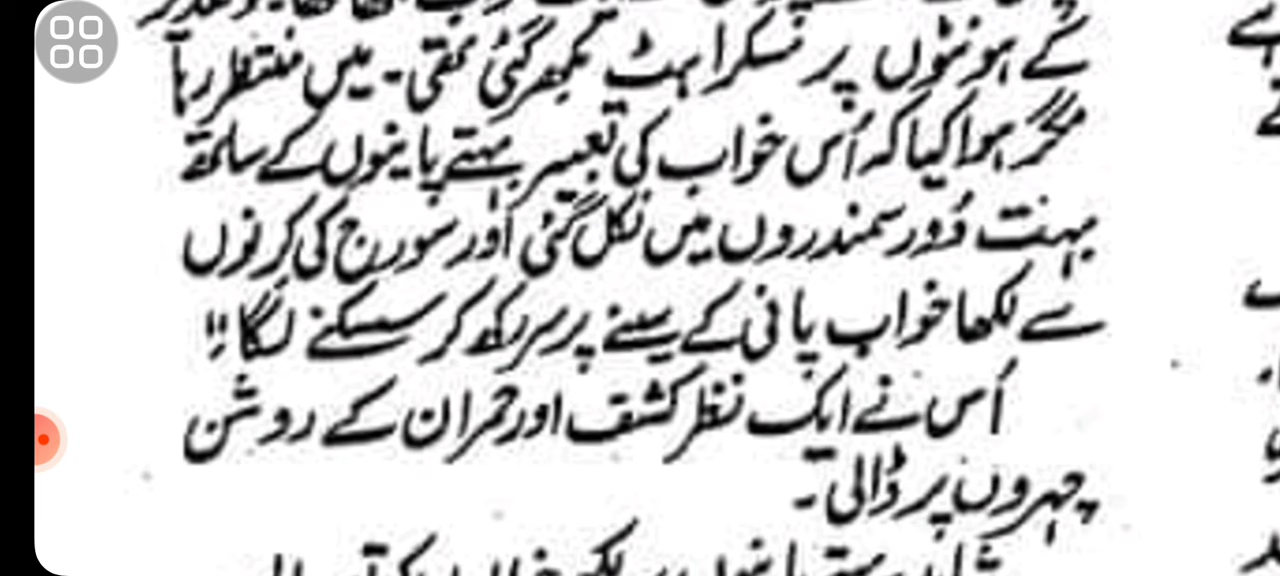 کے ہونٹوں پر مسکراہٹ بکھر گئی تھی۔ میں منتظر رہا
مگر ہوا کیا کہ اُس خواب کی تعبیر بہتے پانیوں کے ساتھ
بہت دُور سمندروں میں نکل گئی اور سورج کی کرنوں
سے لکھا خواب پانی کے سینے پر سر رکھ کر سسکنے لگا!!
اُس نے ایک نظر کشف اور حمران کے روشن
چہروں پر ڈالی۔